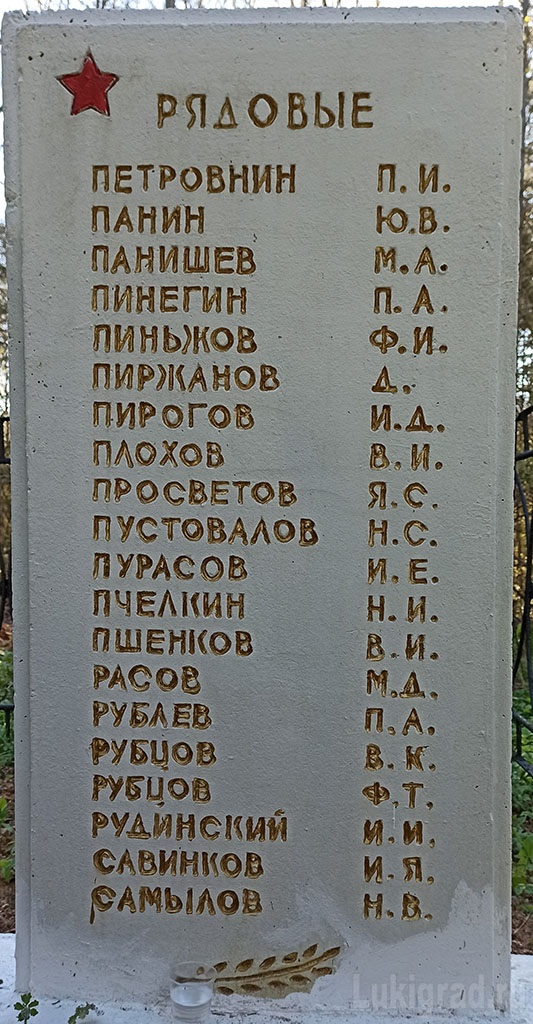 РЯДОВЫЕ
ПЕТРОВНИН П. И.
ПАНИН Ю.В.
ПАНИШЕВ М.А.
ПИНЕГИН П.А.
ПИНЬЖОВ Ф.И.
ПИРЖАНОВ Д.
ПИРОГОВ И.Д.
ПЛОХОВ В.И.
ПРОСВЕТОВ Я.С.
ПУСТОВАЛОВ Н.С.
ПУРАСОВ И.Е.
ПЧЕЛКИН Н.И.
ПШЕНКОВ В.И.
РАСОВ М.Д.
РУБЛЕВ П.А.
РУБЦОВ В.К.
РУБЦОВ Ф.Т.
РУДИНСКИЙ И.И.
САВИНКОВ И.Я.
САМЫЛОВ Н.В.
Lukigrad.ru